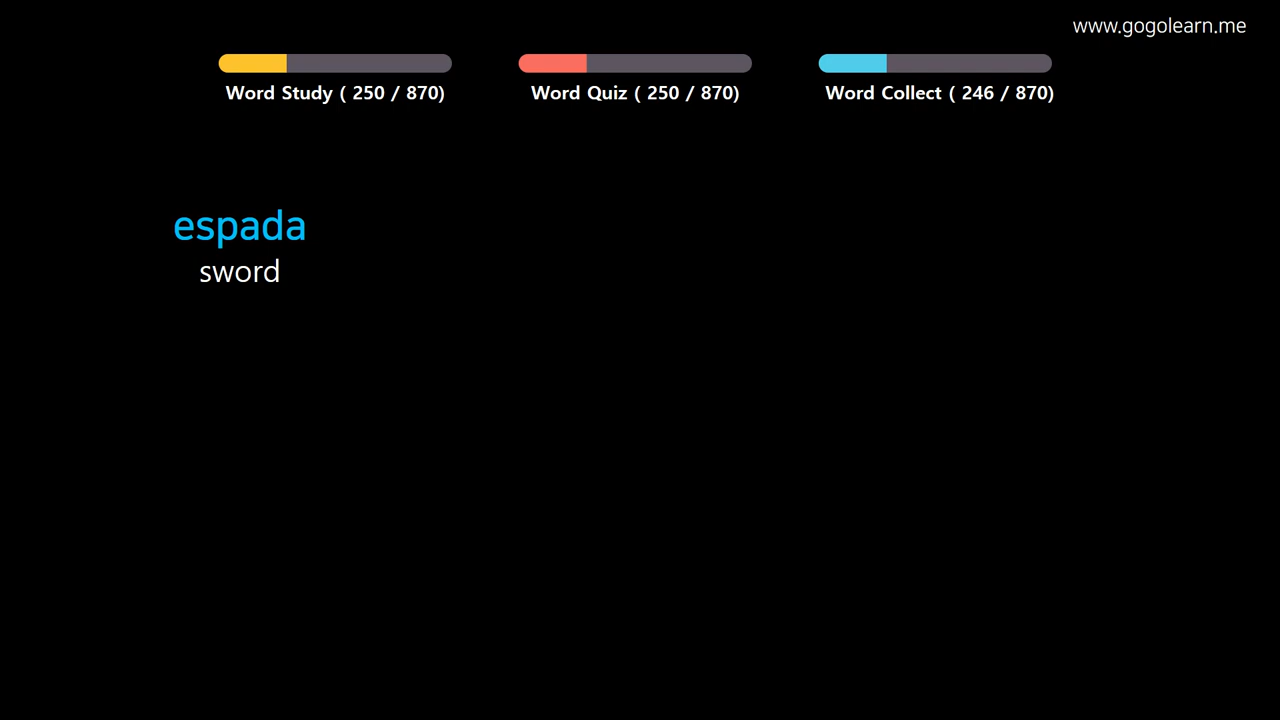 www.gogolearn.me
Word Study ( 250 / 870)
Word Quiz ( 250 / 870)
Word Collect ( 246 / 870)
espada
sword